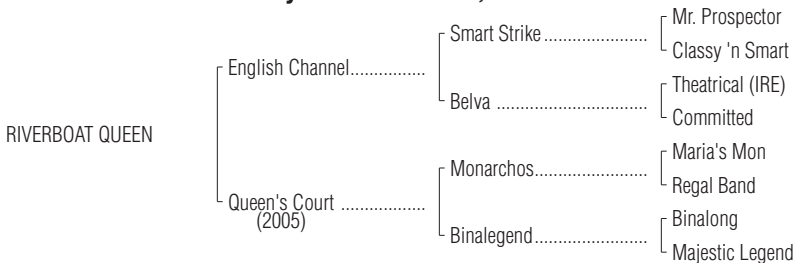 Mr. Prospector
Smart Strike.......................
Classy 'n Smart
English Channel................
Theatrical (IRE)
Belva .................................
Committed
RIVERBOAT QUEEN
Maria's Mon
Monarchos.........................
Regal Band
Queen's Court ..................
(2005)
Binalong
Binalegend.........................
Majestic Legend